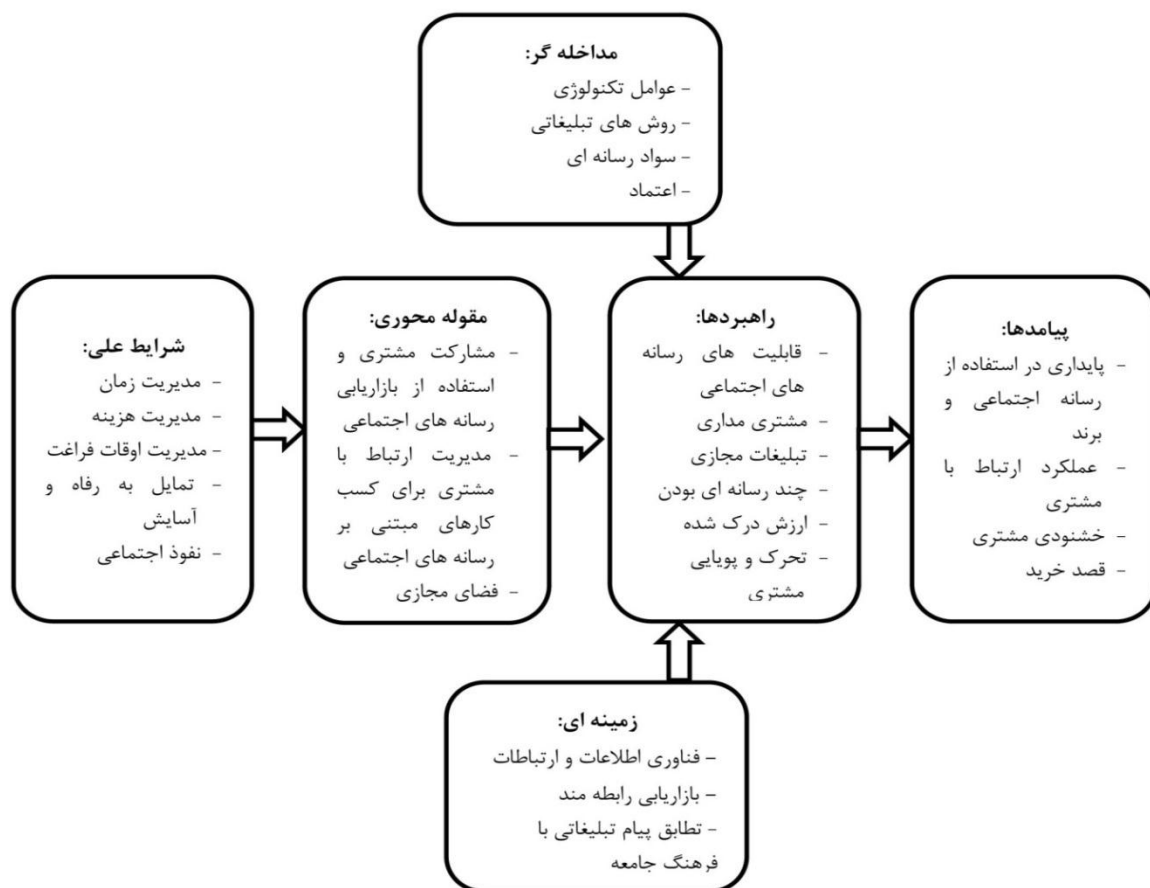 مداخله گر:
- عوامل تکنولوژی
- روش های تبلیغاتی
- سواد رسانه ای
- اعتماد
شرایط علی:
- مدیریت زمان
- مدیریت هزینه
- مدیریت اوقات فراغت
- تمایل به رفاه و
آسایش
- نفوذ اجتماعی
مقوله محوری:
- مشارکت مشتری و
استفاده از بازاریابی
رسانه های اجتماعی
- مدیریت ارتباط با
مشتری برای کسب
کارهای مبتنی بر
رسانه های اجتماعی
- فضای مجازی
راهبردها:
- قابلیت های رسانه
های اجتماعی
- مشتری مداری
- تبلیغات مجازی
- چند رسانه ای بودن
- ارزش درک شده
- تحرک و پویایی
مشتری
پیامدها:
- پایداری در استفاده از
رسانه اجتماعی و
برند
- عملکرد ارتباط با
مشتری
- خشنودی مشتری
- قصد خرید
زمینه ای:
- فناوری اطلاعات و ارتباطات
- بازاریابی رابطه مند
- تطابق پیام تبلیغاتی با
فرهنگ جامعه